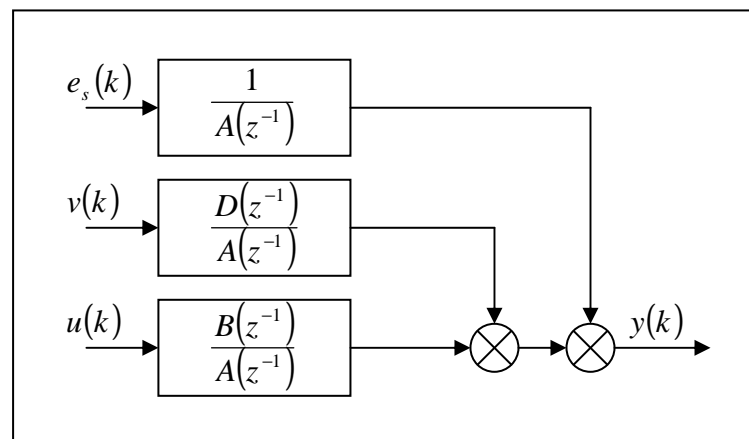 e_s(k)
1
A(z^{-1})
v(k)
D(z^{-1})
A(z^{-1})
u(k)
B(z^{-1})
A(z^{-1})
y(k)